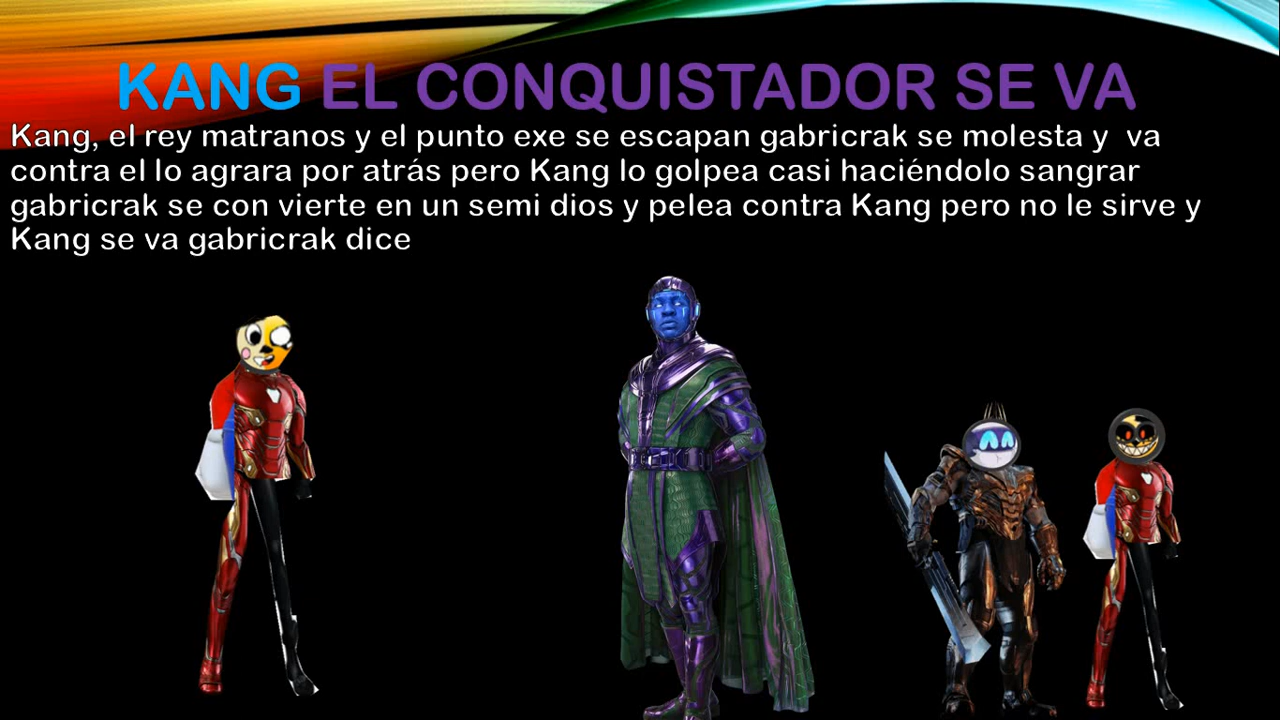 KANG EL CONQUISTADOR SE VA
Kang, el rey matranos y el punto exe se escapan gabricrak se molesta y va
contra el lo agrara por atrás pero Kang lo golpea casi haciéndolo sangrar
gabricrak se con vierte en un semi dios y pelea contra Kang pero no le sirve y
Kang se va gabricrak dice